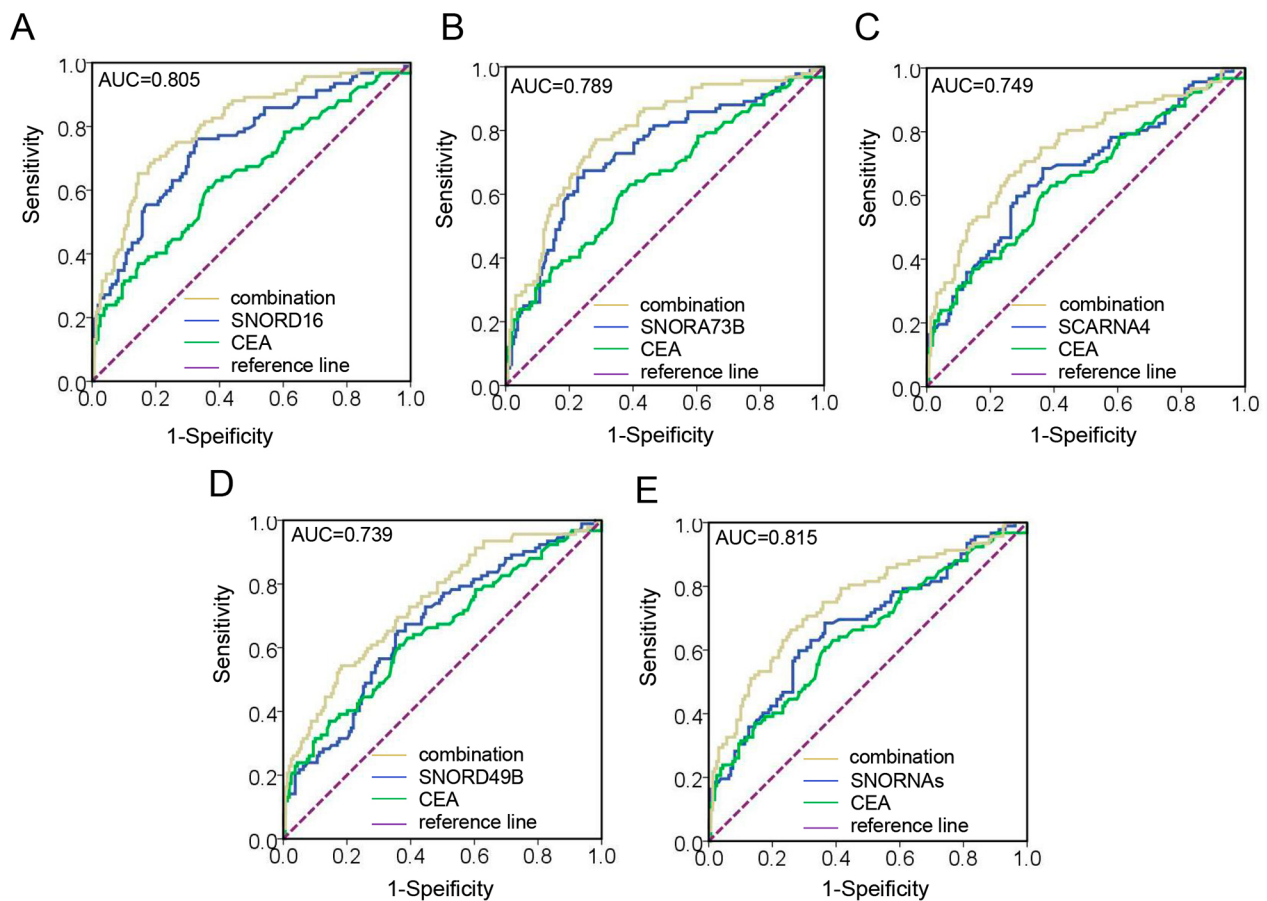 A
AUC=0.805
Sensitivity
1.0
0.8
0.6
0.4
0.2
0.0
combination
SNORD16
CEA
reference line
0.0 0.2 0.4 0.6 0.8 1.0
1-Speificity
B
AUC=0.789
Sensitivity
1.0
0.8
0.6
0.4
0.2
0.0
combination
SNORA73B
CEA
reference line
0.0 0.2 0.4 0.6 0.8 1.0
1-Speificity
C
AUC=0.749
Sensitivity
1.0
0.8
0.6
0.4
0.2
0.0
combination
SCARNA4
CEA
reference line
0.0 0.2 0.4 0.6 0.8 1.0
1-Speificity
D
AUC=0.739
Sensitivity
1.0
0.8
0.6
0.4
0.2
0.0
combination
SNORD49B
CEA
reference line
0.0 0.2 0.4 0.6 0.8 1.0
1-Speificity
E
AUC=0.815
Sensitivity
1.0
0.8
0.6
0.4
0.2
0.0
combination
SNORNAs
CEA
reference line
0.0 0.2 0.4 0.6 0.8 1.0
1-Speificity